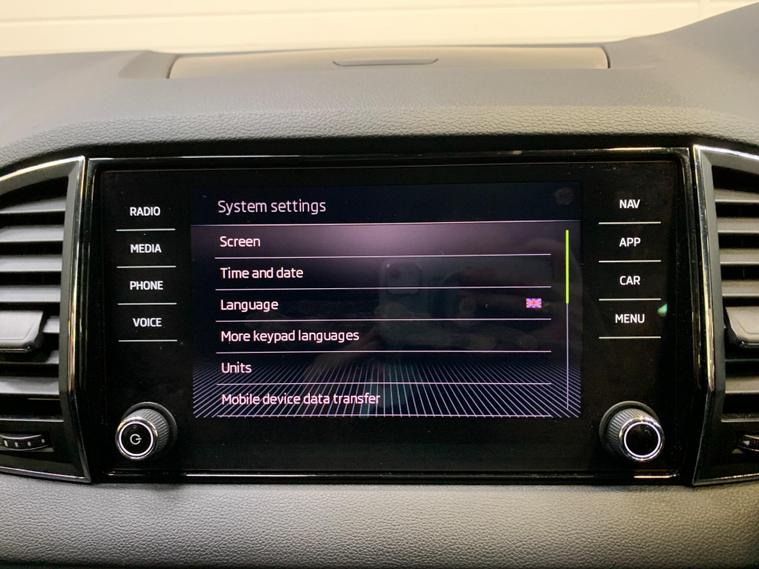 RADIO
MEDIA
PHONE
VOICE
System settings
Screen
Time and date
Language
More keypad languages
Units
Mobile device data transfer
NAV
APP
CAR
MENU